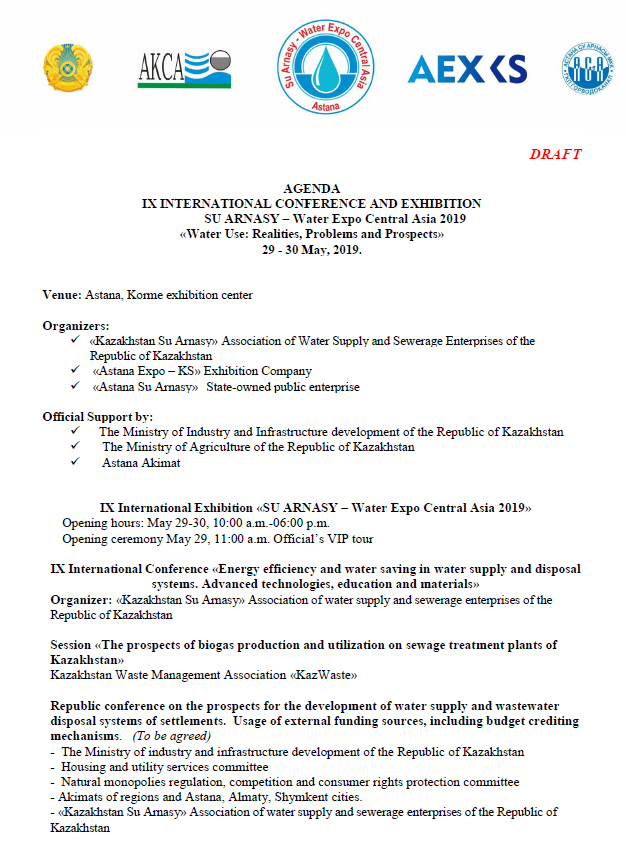 AKCA
Su Arnasy - Water Expo Central Asia
Astana
AEXKS
DRAFT
AGENDA
IX INTERNATIONAL CONFERENCE AND EXHIBITION
SU ARNASY – Water Expo Central Asia 2019
«Water Use: Realities, Problems and Prospects»
29 - 30 May, 2019.
Venue: Astana, Korme exhibition center
Organizers:
✓ «Kazakhstan Su Arnasy» Association of Water Supply and Sewerage Enterprises of the
Republic of Kazakhstan
✓ «Astana Expo – KS» Exhibition Company
✓ «Astana Su Arnasy» State-owned public enterprise
Official Support by:
✓ The Ministry of Industry and Infrastructure development of the Republic of Kazakhstan
✓ The Ministry of Agriculture of the Republic of Kazakhstan
✓ Astana Akimat
IX International Exhibition «SU ARNASY – Water Expo Central Asia 2019»
Opening hours: May 29-30, 10:00 a.m.-06:00 p.m.
Opening ceremony May 29, 11:00 a.m. Official’s VIP tour
IX International Conference «Energy efficiency and water saving in water supply and disposal
systems. Advanced technologies, education and materials»
Organizer: «Kazakhstan Su Arnasy» Association of water supply and sewerage enterprises of the
Republic of Kazakhstan
Session «The prospects of biogas production and utilization on sewage treatment plants of
Kazakhstan»
Kazakhstan Waste Management Association «KazWaste»
Republic conference on the prospects for the development of water supply and wastewater
disposal systems of settlements. Usage of external funding sources, including budget crediting
mechanisms. (To be agreed)
- The Ministry of industry and infrastructure development of the Republic of Kazakhstan
- Housing and utility services committee
- Natural monopolies regulation, competition and consumer rights protection committee
- Akimats of regions and Astana, Almaty, Shymkent cities.
- «Kazakhstan Su Arnasy» Association of water supply and sewerage enterprises of the Republic of
Kazakhstan